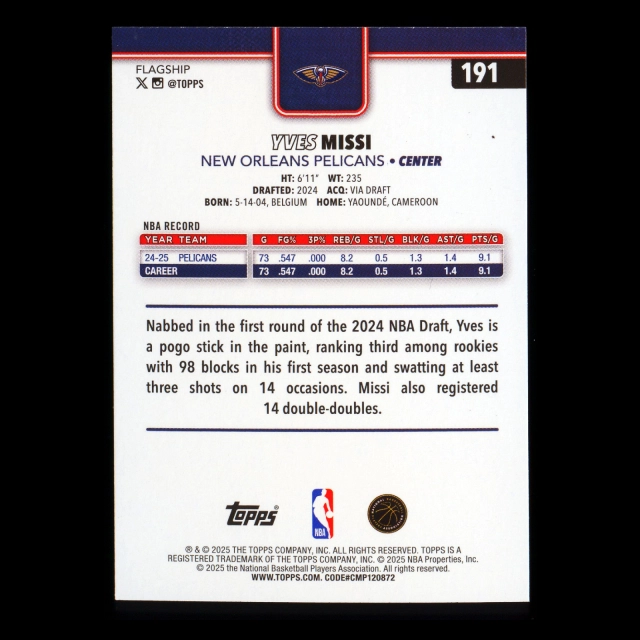 FLAGSHIP
@TOPPS
191
YVES MISSI
NEW ORLEANS PELICANS • CENTER
HT: 6'11" WT: 235
DRAFTED: 2024 ACQ: VIA DRAFT
BORN: 5-14-04, BELGIUM HOME: YAOUNDÉ, CAMEROON
NBA RECORD
YEAR TEAM G FG% 3P% REB/G STL/G BLK/G AST/G PTS/G
24-25 PELICANS 73 .547 .000 8.2 0.5 1.3 1.4 9.1
CAREER 73 .547 .000 8.2 0.5 1.3 1.4 9.1
Nabbed in the first round of the 2024 NBA Draft, Yves is
a pogo stick in the paint, ranking third among rookies
with 98 blocks in his first season and swatting at least
three shots on 14 occasions. Missi also registered
14 double-doubles.
Topps®
NBA
® & © 2025 THE TOPPS COMPANY, INC. ALL RIGHTS RESERVED. TOPPS IS A
REGISTERED TRADEMARK OF THE TOPPS COMPANY, INC. © 2025 NBA Properties, Inc.
© 2025 the National Basketball Players Association. All rights reserved.
WWW.TOPPS.COM. CODE#CMP120872